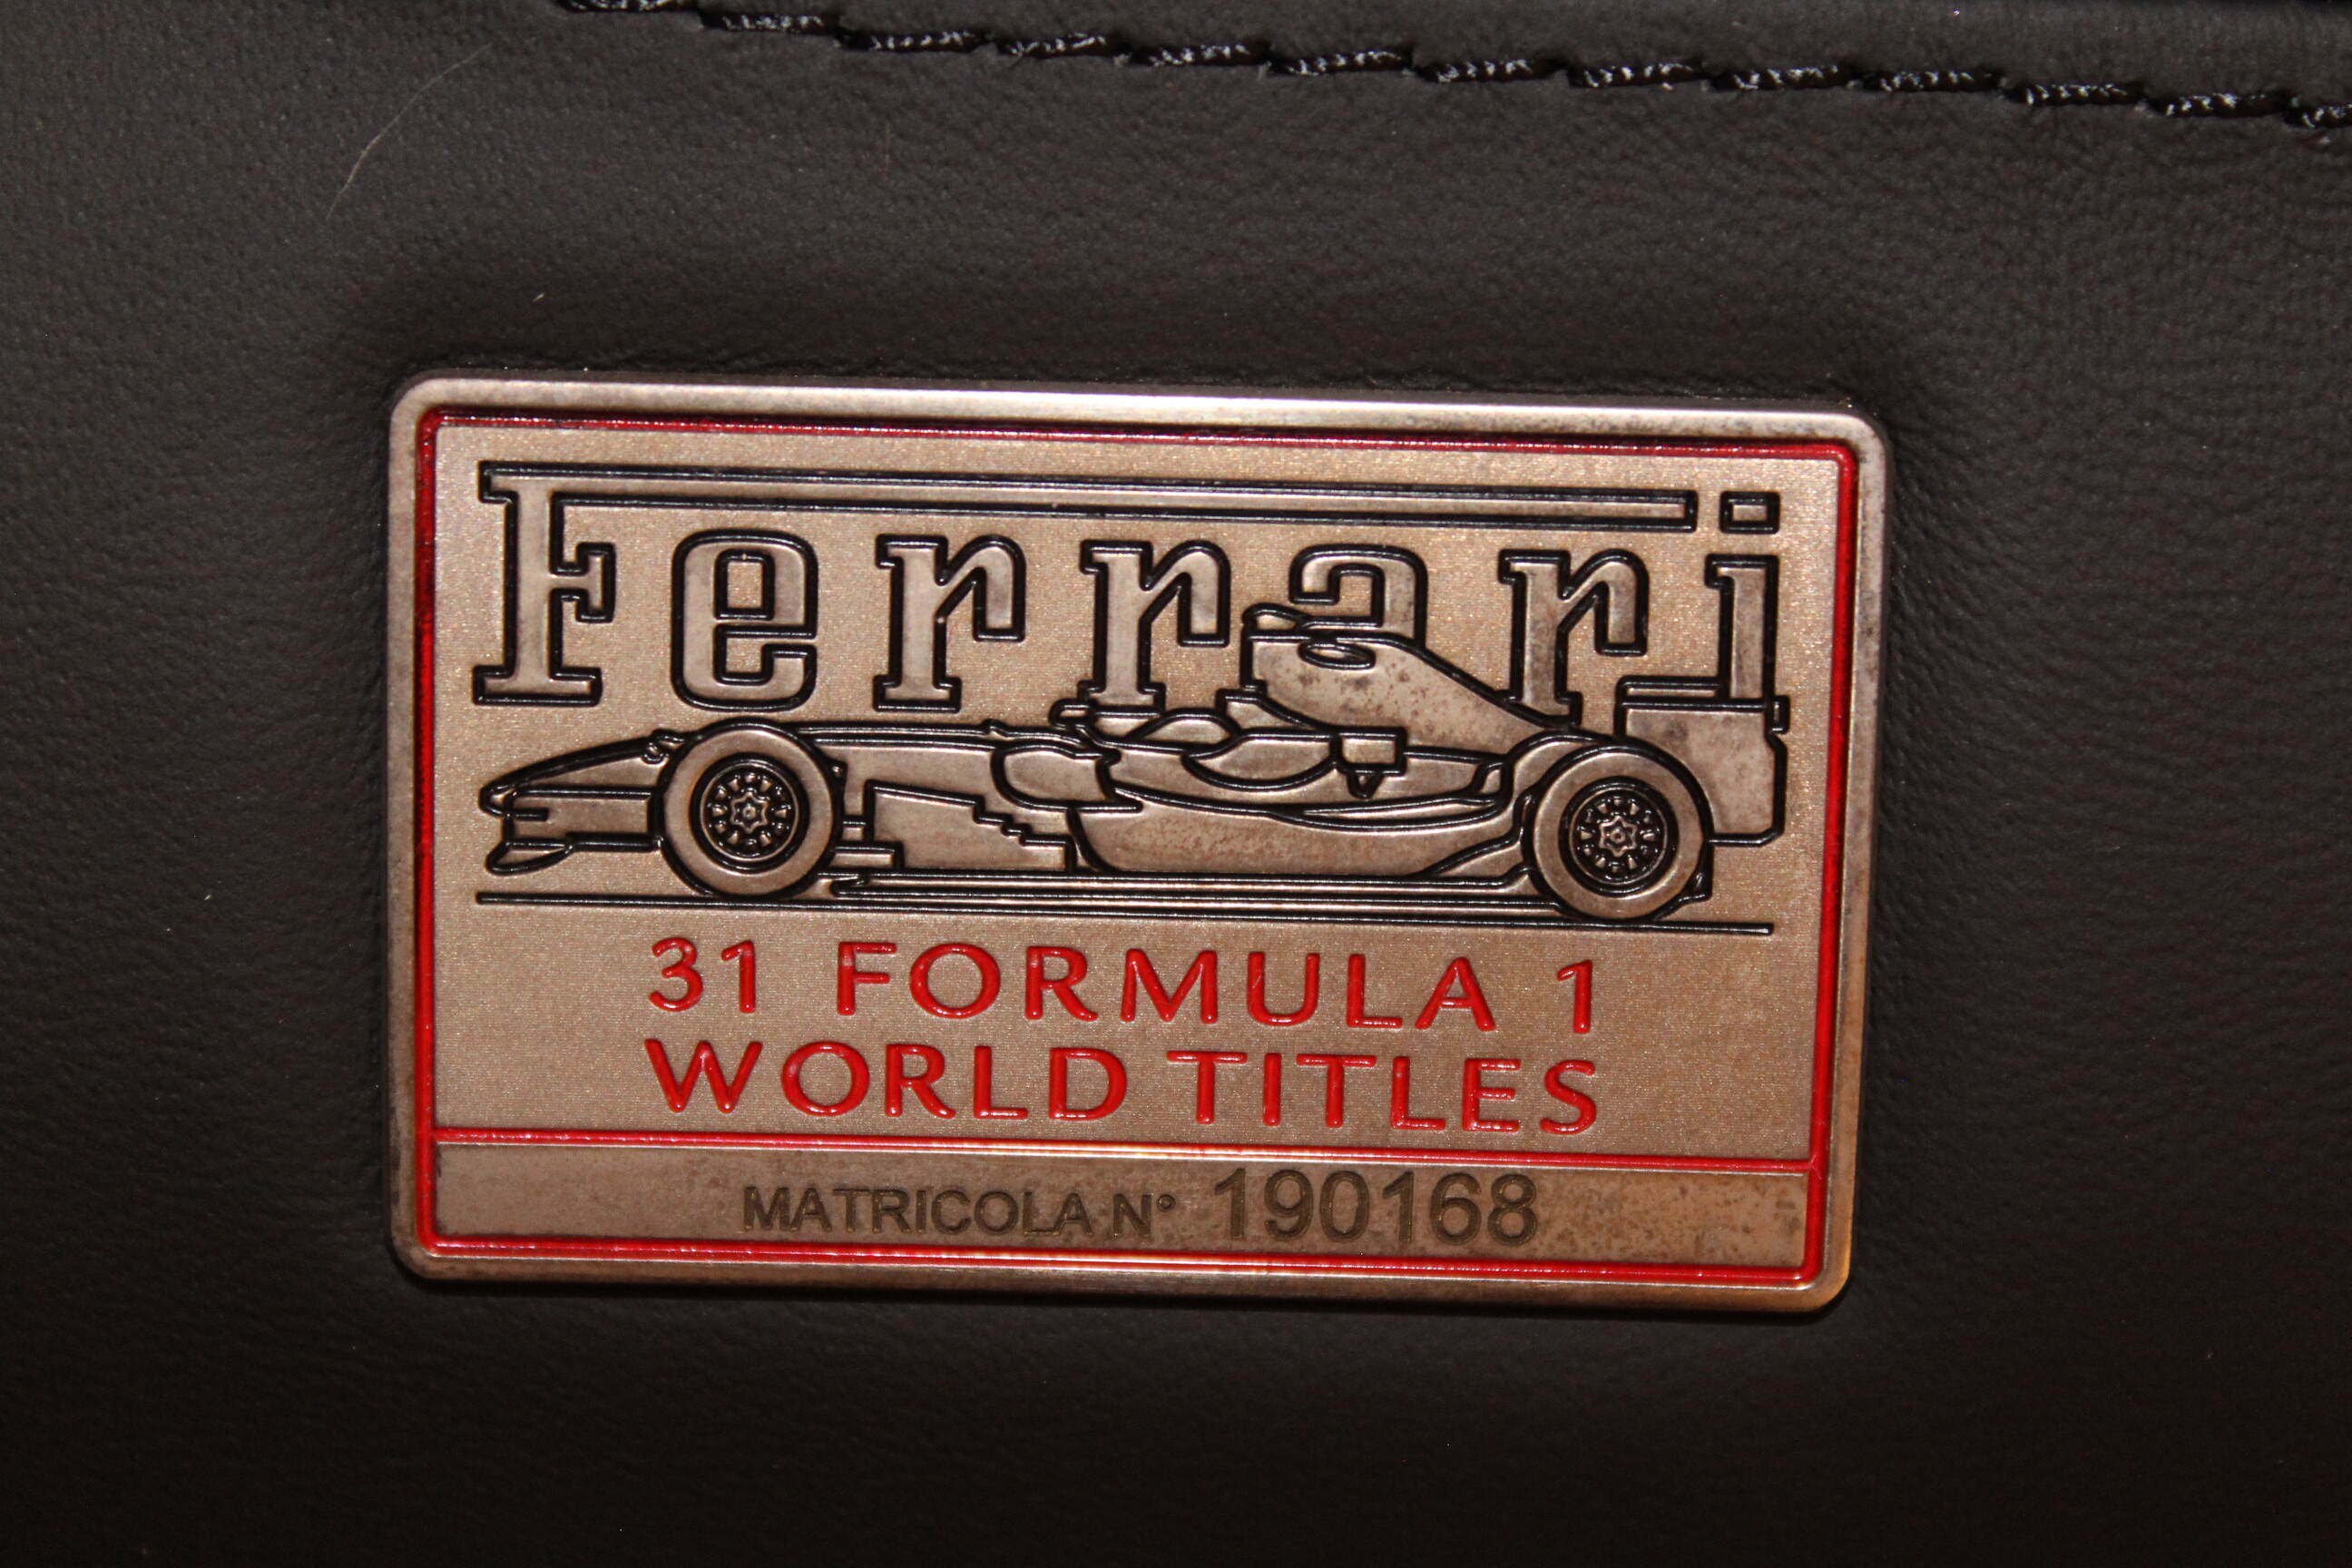 Ferrari
31 FORMULA 1
WORLD TITLES
MATRICOLA N° 190168